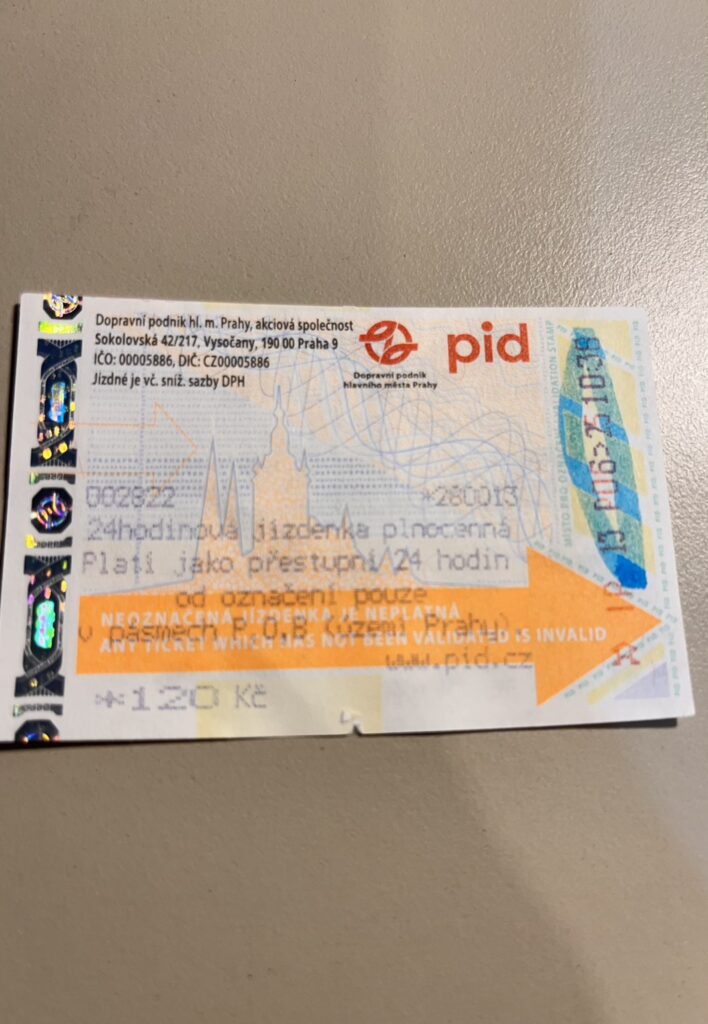 Dopravní podnik hl. m. Prahy, akciová společnost
Sokolovská 42/217, Vysočany, 190 00 Praha 9
IČO: 00005886, DIČ: CZ00005886
Jízdné je vč. sníž. sazby DPH
Dopravní podnik
hlavního města Prahy
pid
002822 *280013
24hodinová jízdenka plnocenná
Platí jako přestupní 24 hodin
od označení pouze
v pásmech P,0,B (území Prahy).
www.pid.cz
NEOZNAČENÁ JÍZDENKA JE NEPLATNÁ
ANY TICKET WHICH HAS NOT BEEN VALIDATED IS INVALID
*120 Kč
10:38